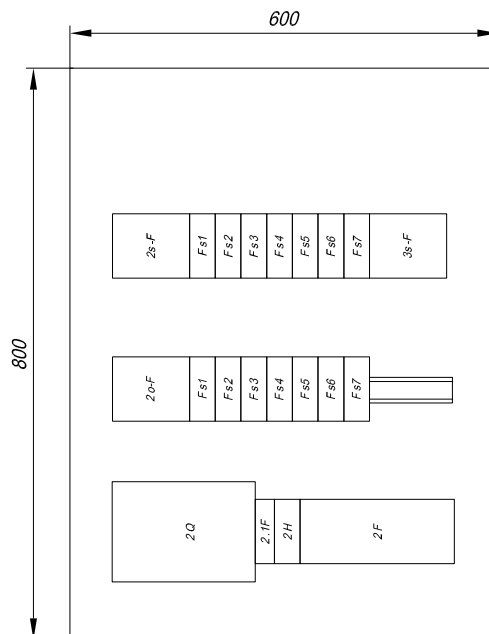 600
800
2s-F Fs1 Fs2 Fs3 Fs4 Fs5 Fs6 Fs7 3s-F
2o-F Fs1 Fs2 Fs3 Fs4 Fs5 Fs6 Fs7
2Q 2.1F 2H 2F